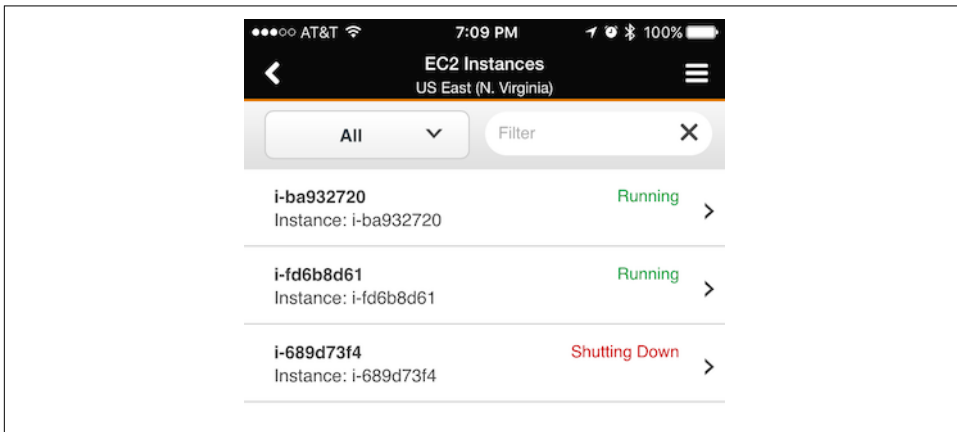 AT&T 7:09 PM 100%
EC2 Instances
US East (N. Virginia)
All Filter
i-ba932720 Running
Instance: i-ba932720
i-fd6b8d61 Running
Instance: i-fd6b8d61
i-689d73f4 Shutting Down
Instance: i-689d73f4